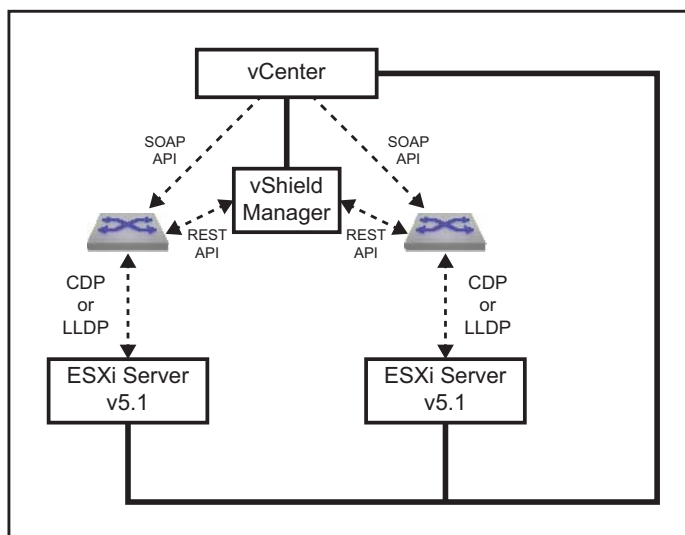 vCenter
SOAP
API
SOAP
API
vShield
Manager
REST
API
REST
API
CDP
or
LLDP
CDP
or
LLDP
ESXi Server
v5.1
ESXi Server
v5.1